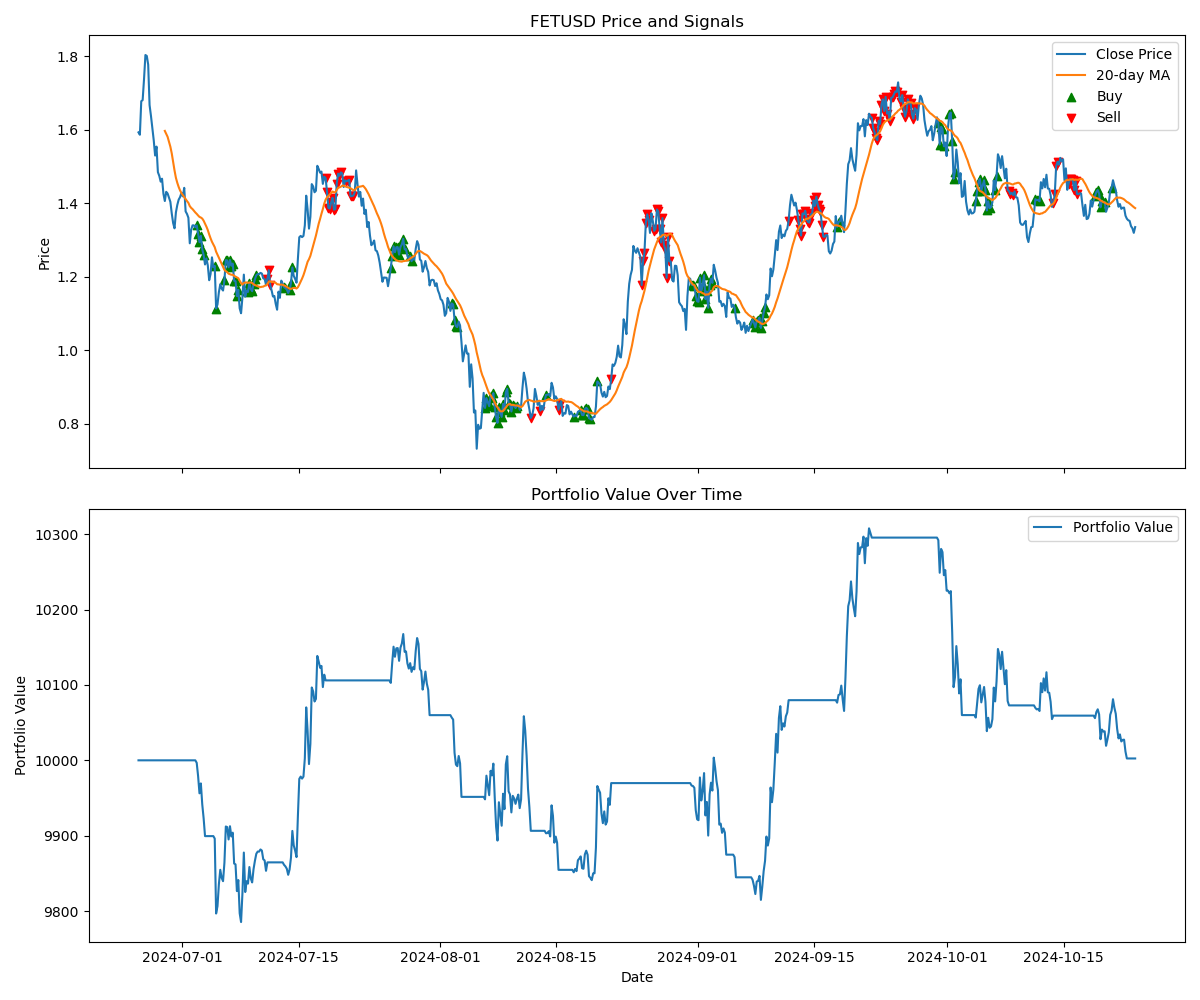 FETUSD Price and Signals
Price
1.8
1.6
1.4
1.2
1.0
0.8
Close Price
20-day MA
Buy
Sell
Portfolio Value Over Time
Portfolio Value
10300
10200
10100
10000
9900
9800
Portfolio Value
2024-07-01 2024-07-15 2024-08-01 2024-08-15 2024-09-01 2024-09-15 2024-10-01 2024-10-15
Date